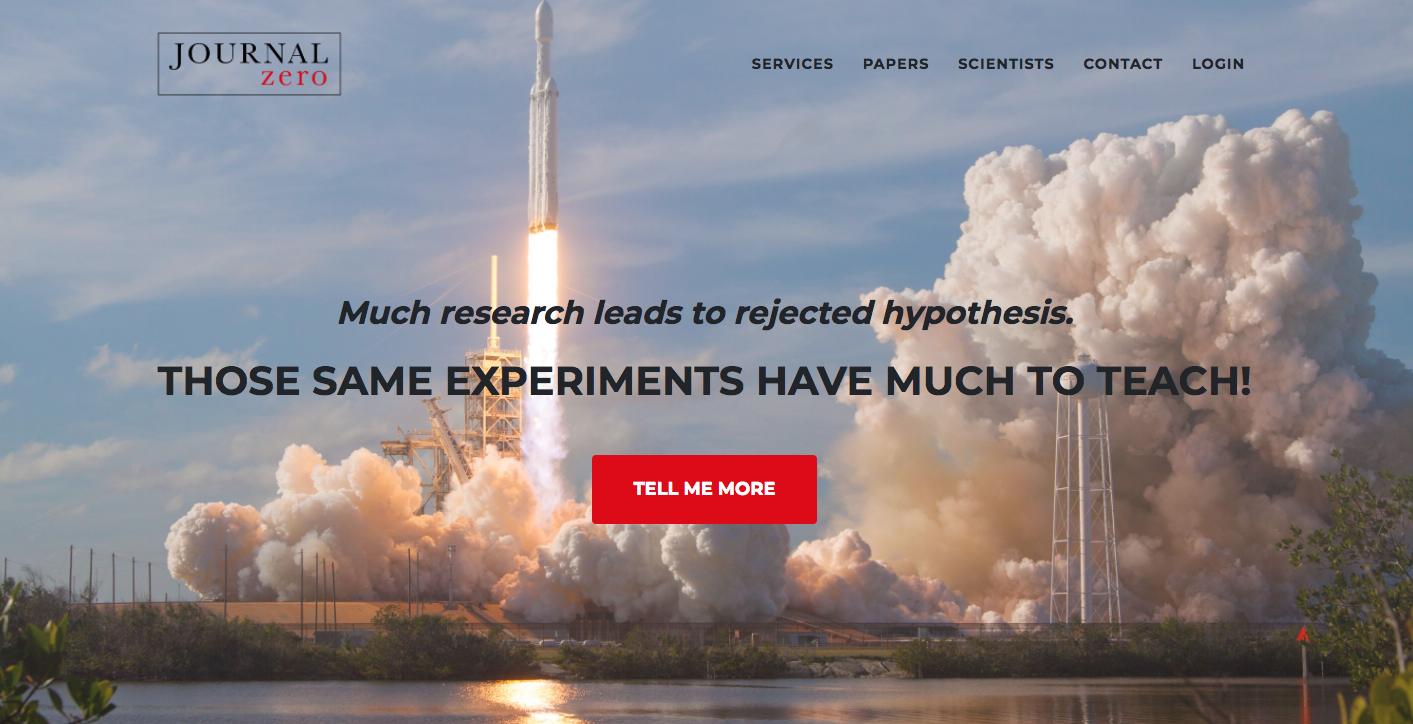 JOURNAL
zero
SERVICES PAPERS SCIENTISTS CONTACT LOGIN
Much research leads to rejected hypothesis.
THOSE SAME EXPERIMENTS HAVE MUCH TO TEACH!
TELL ME MORE